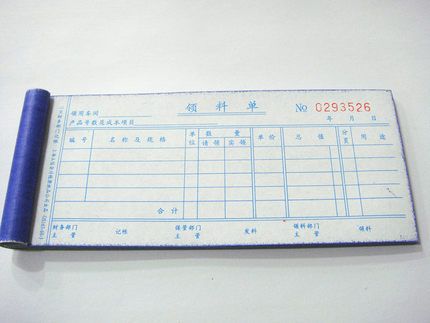 领料单
No 0293526
领用车间
产品号数或成本项目
年 月 日
编号 名称及规格 单位 数量 请领 实领 单价 总值 分页 用途
合计
财务部门主管 记帐 保管部门主管 发料 领料部门主管 领料